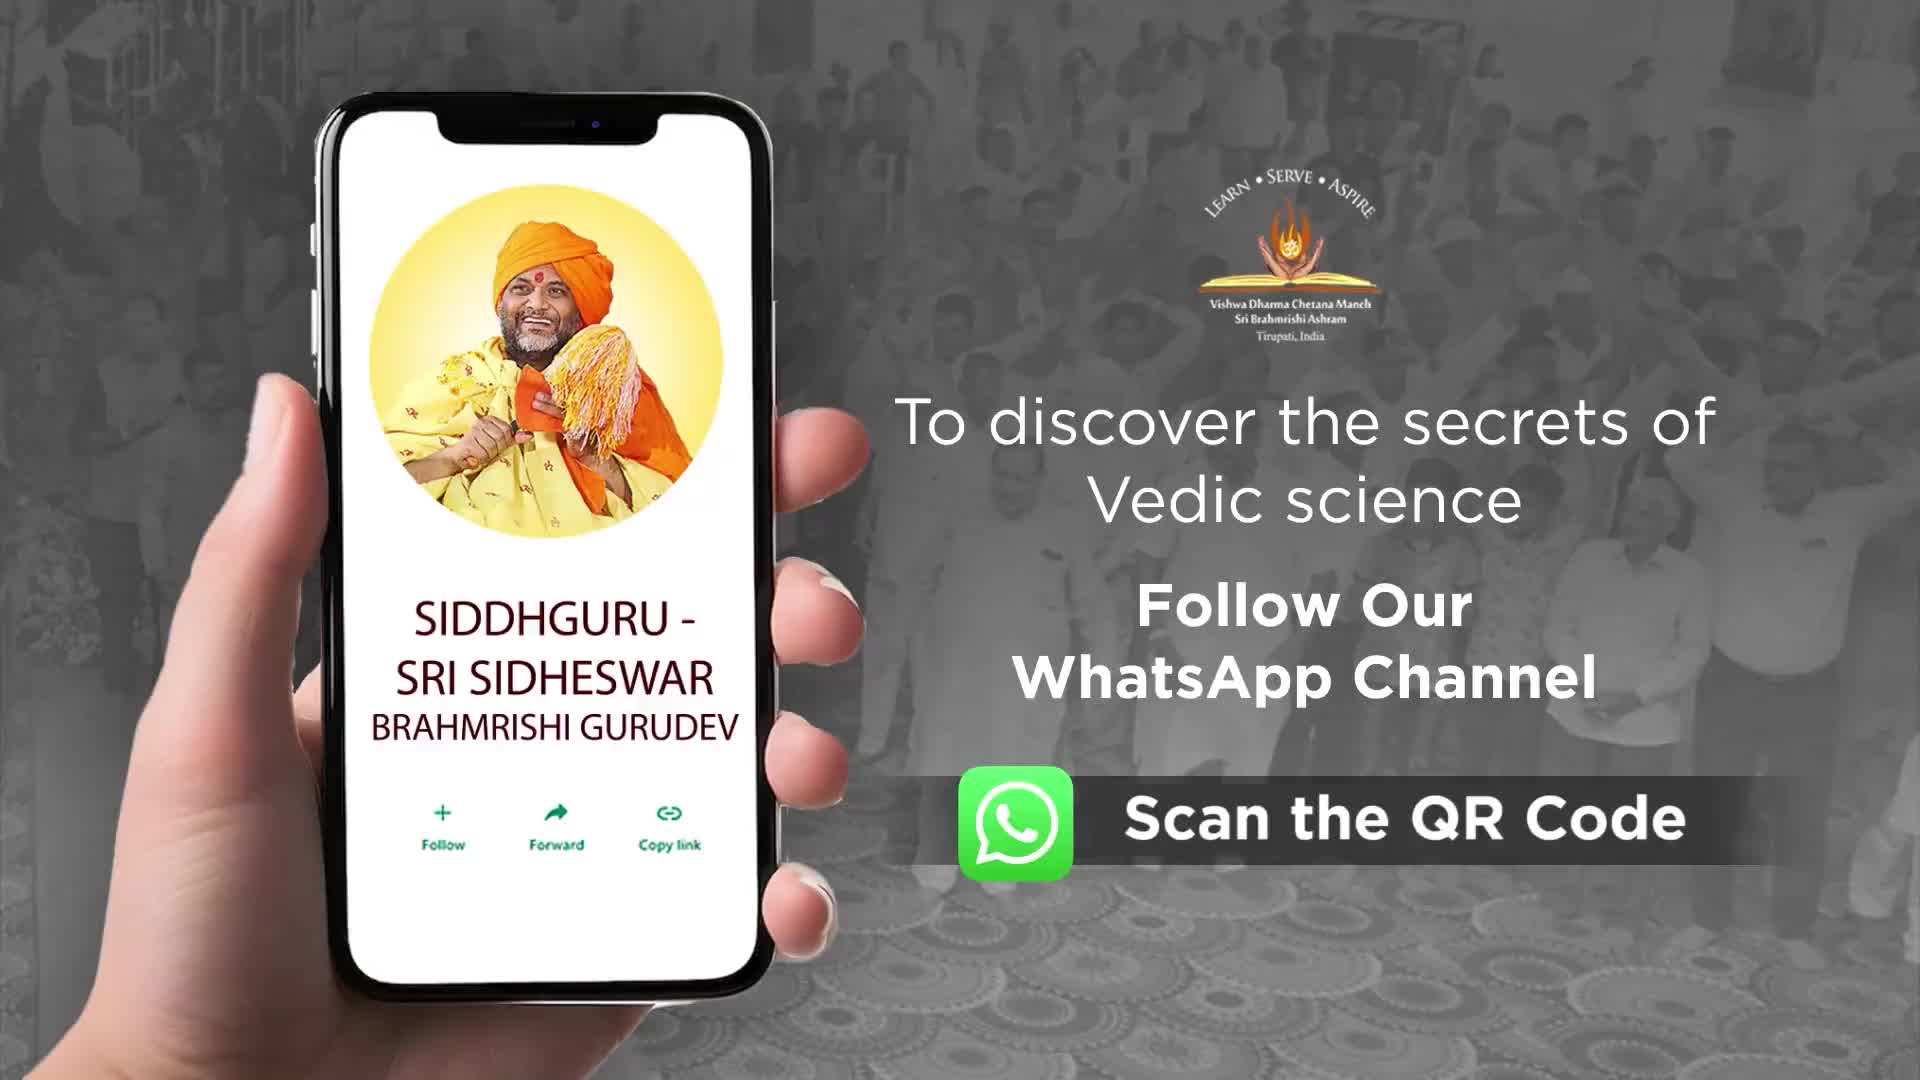 SIDDHGURU -
SRI SIDHESWAR
BRAHMRISHI GURUDEV
Follow
Forward
Copy link
LEARN • SERVE • ASPIRE
Vishwa Dharma Chetana Manch
Sri Brahmrishi Ashram
Tirupati, India
To discover the secrets of
Vedic science
Follow Our
WhatsApp Channel
Scan the QR Code